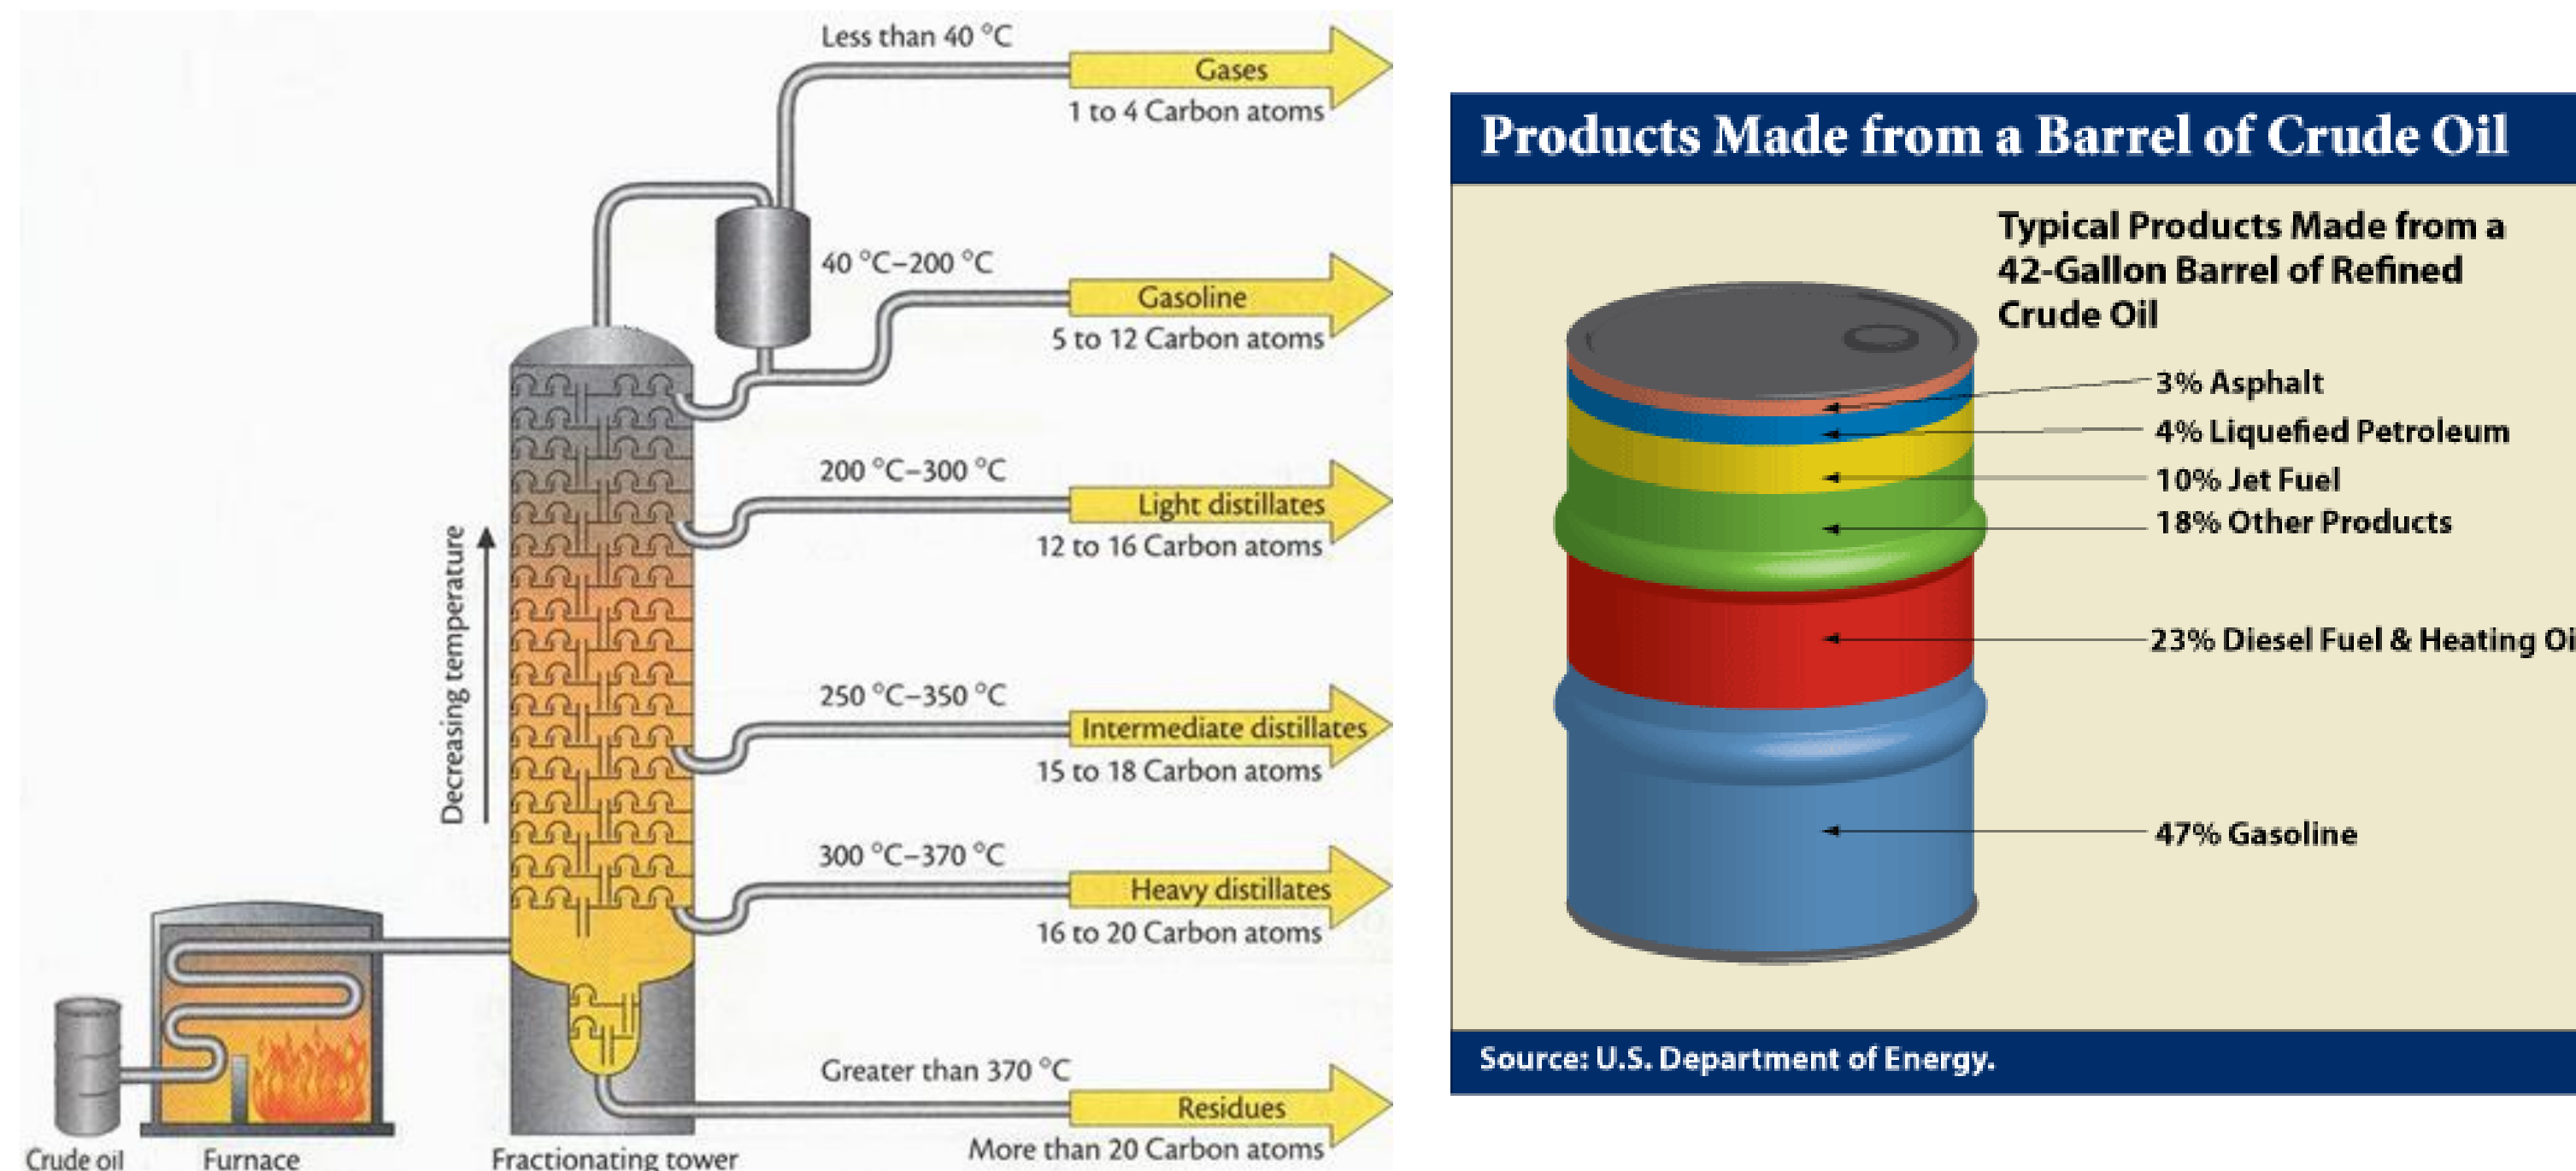 Less than 40 °C
Gases
1 to 4 Carbon atoms
40 °C–200 °C
Gasoline
5 to 12 Carbon atoms
200 °C–300 °C
Light distillates
12 to 16 Carbon atoms
Decreasing temperature
250 °C–350 °C
Intermediate distillates
15 to 18 Carbon atoms
300 °C–370 °C
Heavy distillates
16 to 20 Carbon atoms
Greater than 370 °C
Residues
More than 20 Carbon atoms
Crude oil
Furnace
Fractionating tower
Products Made from a Barrel of Crude Oil
Typical Products Made from a
42-Gallon Barrel of Refined
Crude Oil
3% Asphalt
4% Liquefied Petroleum
10% Jet Fuel
18% Other Products
23% Diesel Fuel & Heating Oi
47% Gasoline
Source: U.S. Department of Energy.